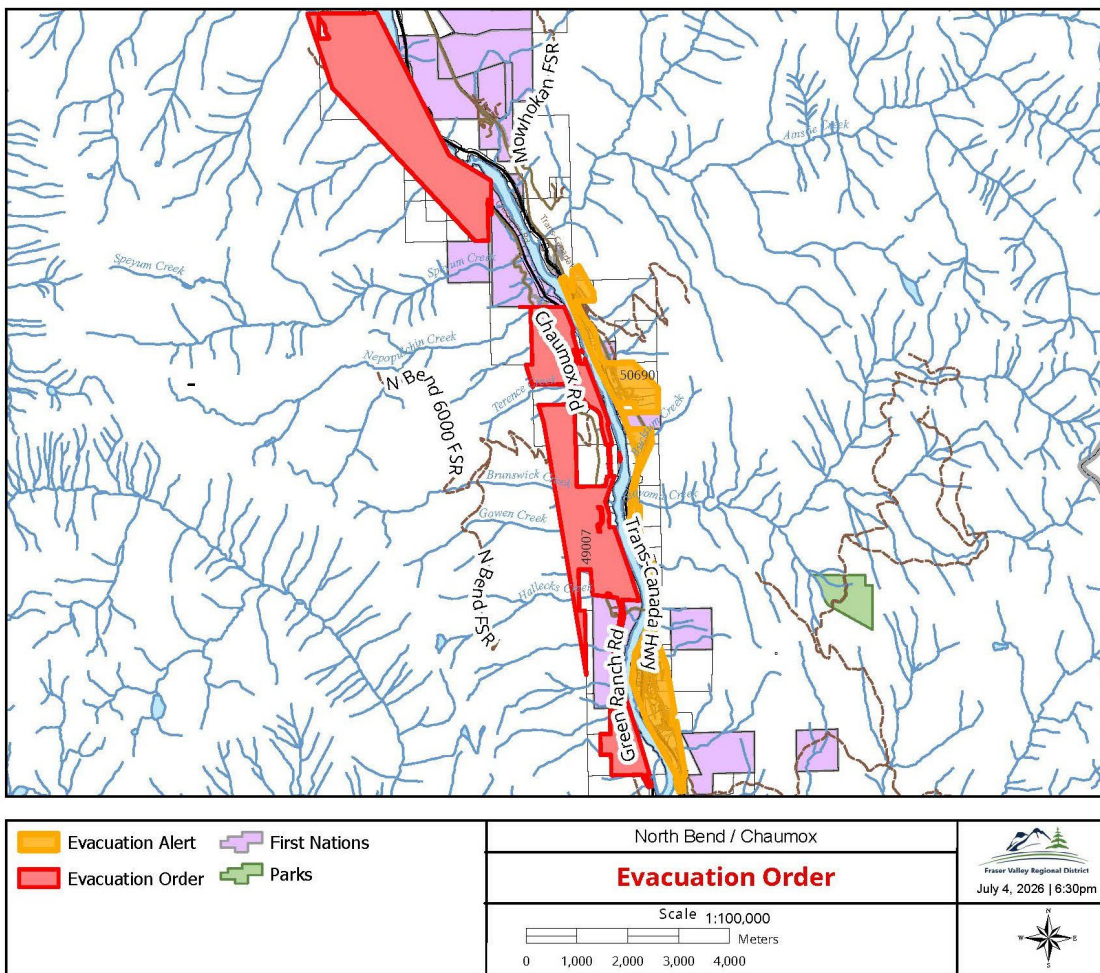 Mowhokan FSR
Ainslie Creek
Trans-Canada
Speyum Creek
Speyum Creek
Chaumox Rd
Nepopulchin Creek
50690
N Bend 6000 FSR
Terence Creek
Brunswick Creek
Gowen Creek
49007
Trans-Canada Hwy
N Bend FSR
Hallecks Creek
Green Ranch Rd
Evacuation Alert
First Nations
Evacuation Order
Parks
North Bend / Chaumox
Evacuation Order
Scale 1:100,000
Meters
0 1,000 2,000 3,000 4,000
Fraser Valley Regional District
July 4, 2026 | 6:30pm
N
W E
S